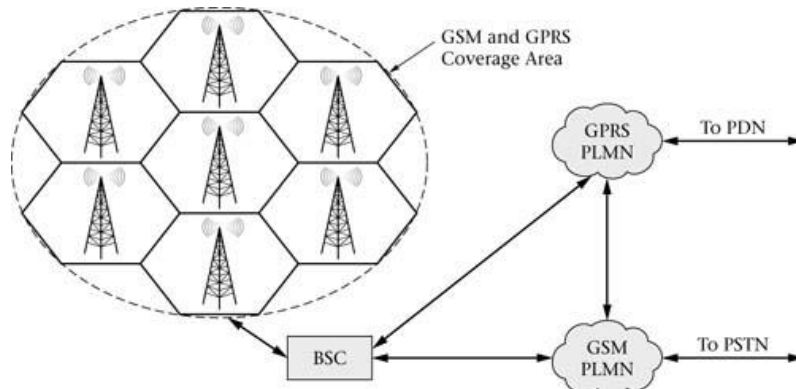 GSM and GPRS
Coverage Area
GPRS
PLMN
To PDN
BSC
GSM
PLMN
To PSTN